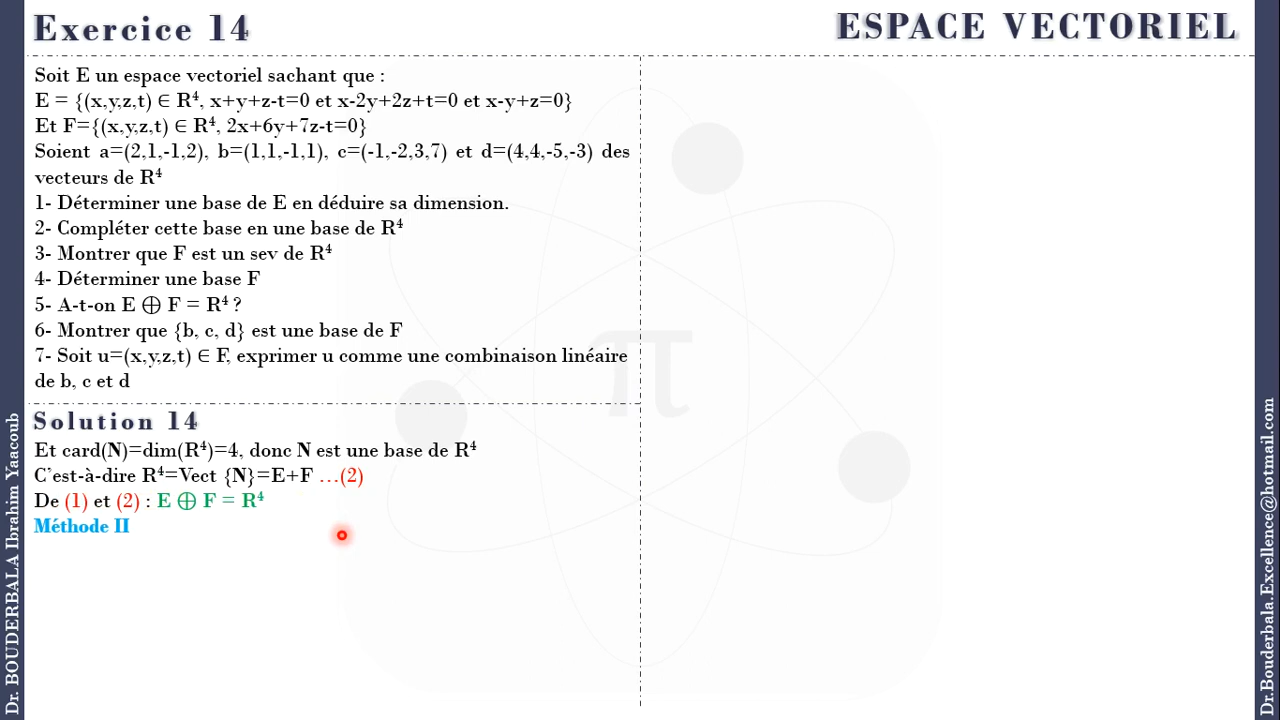 Exercice 14
ESPACE VECTORIEL
Soit E un espace vectoriel sachant que :
E = {(x,y,z,t) ∈ R⁴, x+y+z-t=0 et x-2y+2z+t=0 et x-y+z=0}
Et F={(x,y,z,t) ∈ R⁴, 2x+6y+7z-t=0}
Soient a=(2,1,-1,2), b=(1,1,-1,1), c=(-1,-2,3,7) et d=(4,4,-5,-3) des
vecteurs de R⁴
1- Déterminer une base de E en déduire sa dimension.
2- Compléter cette base en une base de R⁴
3- Montrer que F est un sev de R⁴
4- Déterminer une base F
5- A-t-on E ⊕ F = R⁴ ?
6- Montrer que {b, c, d} est une base de F
7- Soit u=(x,y,z,t) ∈ F, exprimer u comme une combinaison linéaire
de b, c et d
Solution 14
Et card(N)=dim(R⁴)=4, donc N est une base de R⁴
C'est-à-dire R⁴=Vect {N}=E+F …(2)
De (1) et (2) : E ⊕ F = R⁴
Méthode II
π
Dr. BOUDERBALA Ibrahim Yaacoub
Dr.Bouderbala.Excellence@hotmail.com